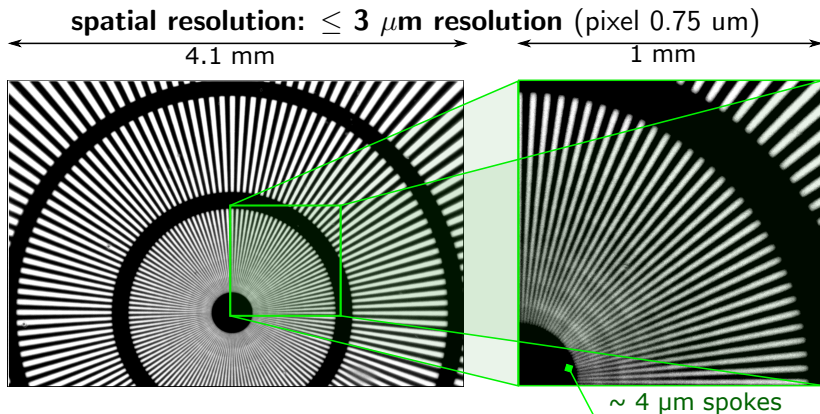 spatial resolution: ≤ 3 μm resolution (pixel 0.75 um)
4.1 mm
1 mm
~ 4 μm spokes